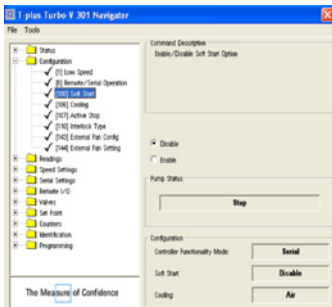 T-plus Turbo-V 301 Navigator
File Tools
Status
Configuration
[1] Low Speed
[8] Remote/Serial Operation
[100] Soft Start
[106] Cooling
[107] Active Stop
[110] Interlock Type
[143] External Fan Config
[144] External Fan Setting
Readings
Speed Settings
Serial Settings
Remote I/O
Valves
Set Point
Counters
Identification
Programming
The Measure of Confidence
Command Description
Enable/Disable Soft Start Option
Disable
Enable
Pump Status
Stop
Configuration
Controller Functionality Mode: Serial
Soft Start: Disable
Cooling: Air